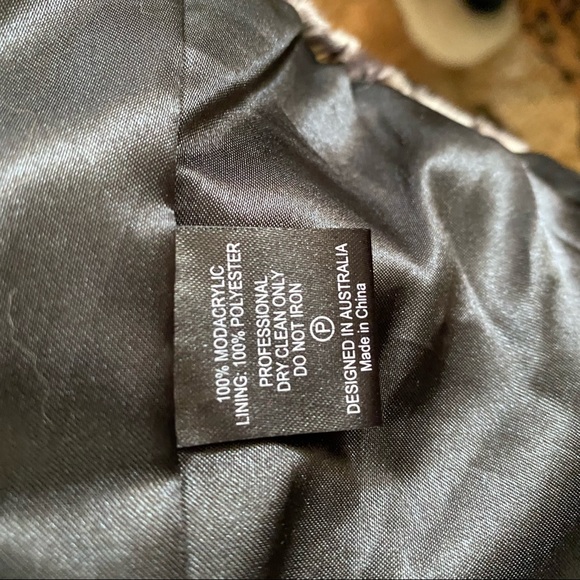 100% MODACRYLIC
LINING: 100% POLYESTER
PROFESSIONAL
DRY CLEAN ONLY
DO NOT IRON
P
DESIGNED IN AUSTRALIA
Made in China